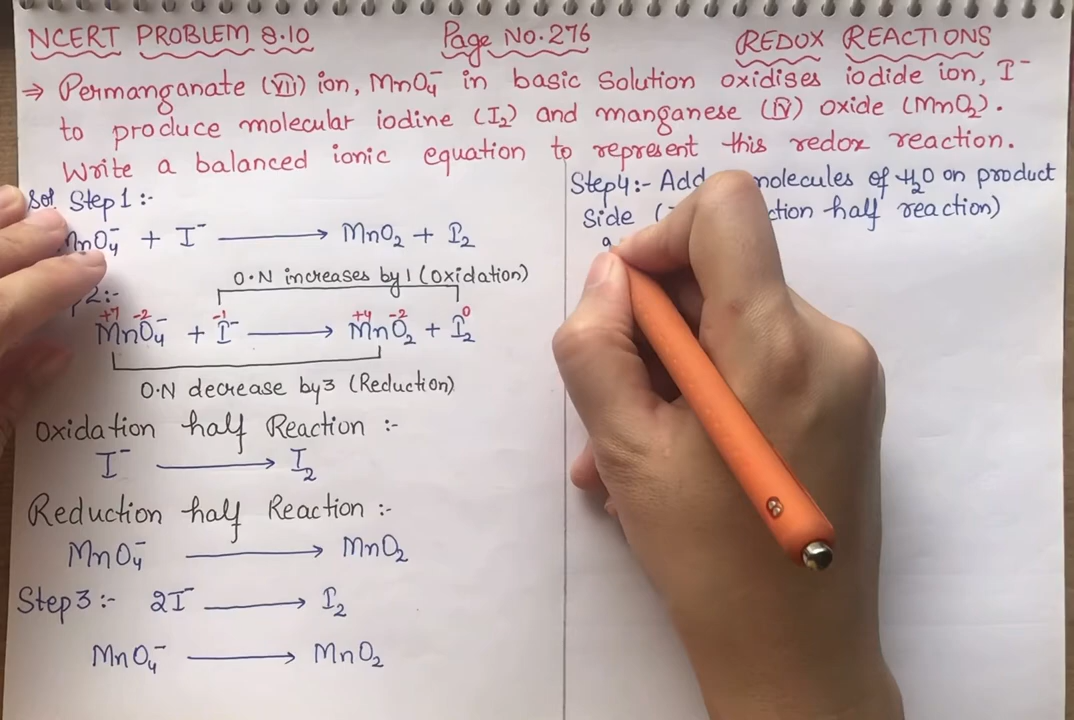 NCERT PROBLEM 8.10 Page No. 276 REDOX REACTIONS
→ Permanganate (VII) ion, MnO₄⁻ in basic solution oxidises iodide ion, I⁻
to produce molecular iodine (I₂) and manganese (IV) oxide (MnO₂).
Write a balanced ionic equation to represent this redox reaction.
Sol Step 1 :-
MnO₄⁻ + I⁻ → MnO₂ + I₂
O.N increases by 1 (Oxidation)
2:-
+7 -2 -1 +4 -2 0
MnO₄⁻ + I⁻ → MnO₂ + I₂
O.N decrease by 3 (Reduction)
Oxidation half Reaction :-
I⁻ → I₂
Reduction half Reaction :-
MnO₄⁻ → MnO₂
Step 3 :- 2I⁻ → I₂
MnO₄⁻ → MnO₂
Step 4 :- Add molecules of H₂O on product
side ( half reaction)